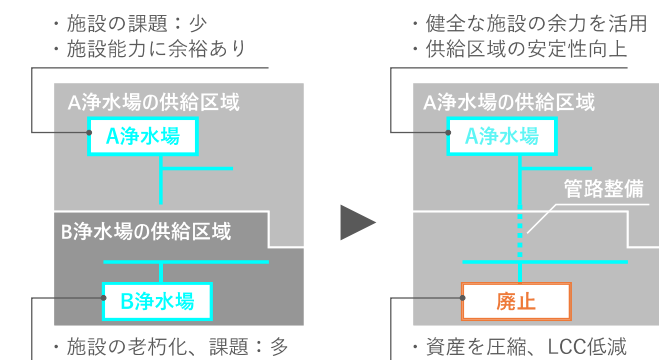 ・施設の課題：少
・施設能力に余裕あり
A浄水場の供給区域
A浄水場
B浄水場の供給区域
B浄水場
・施設の老朽化、課題：多
・健全な施設の余力を活用
・供給区域の安定性向上
A浄水場の供給区域
A浄水場
管路整備
廃止
・資産を圧縮、LCC低減